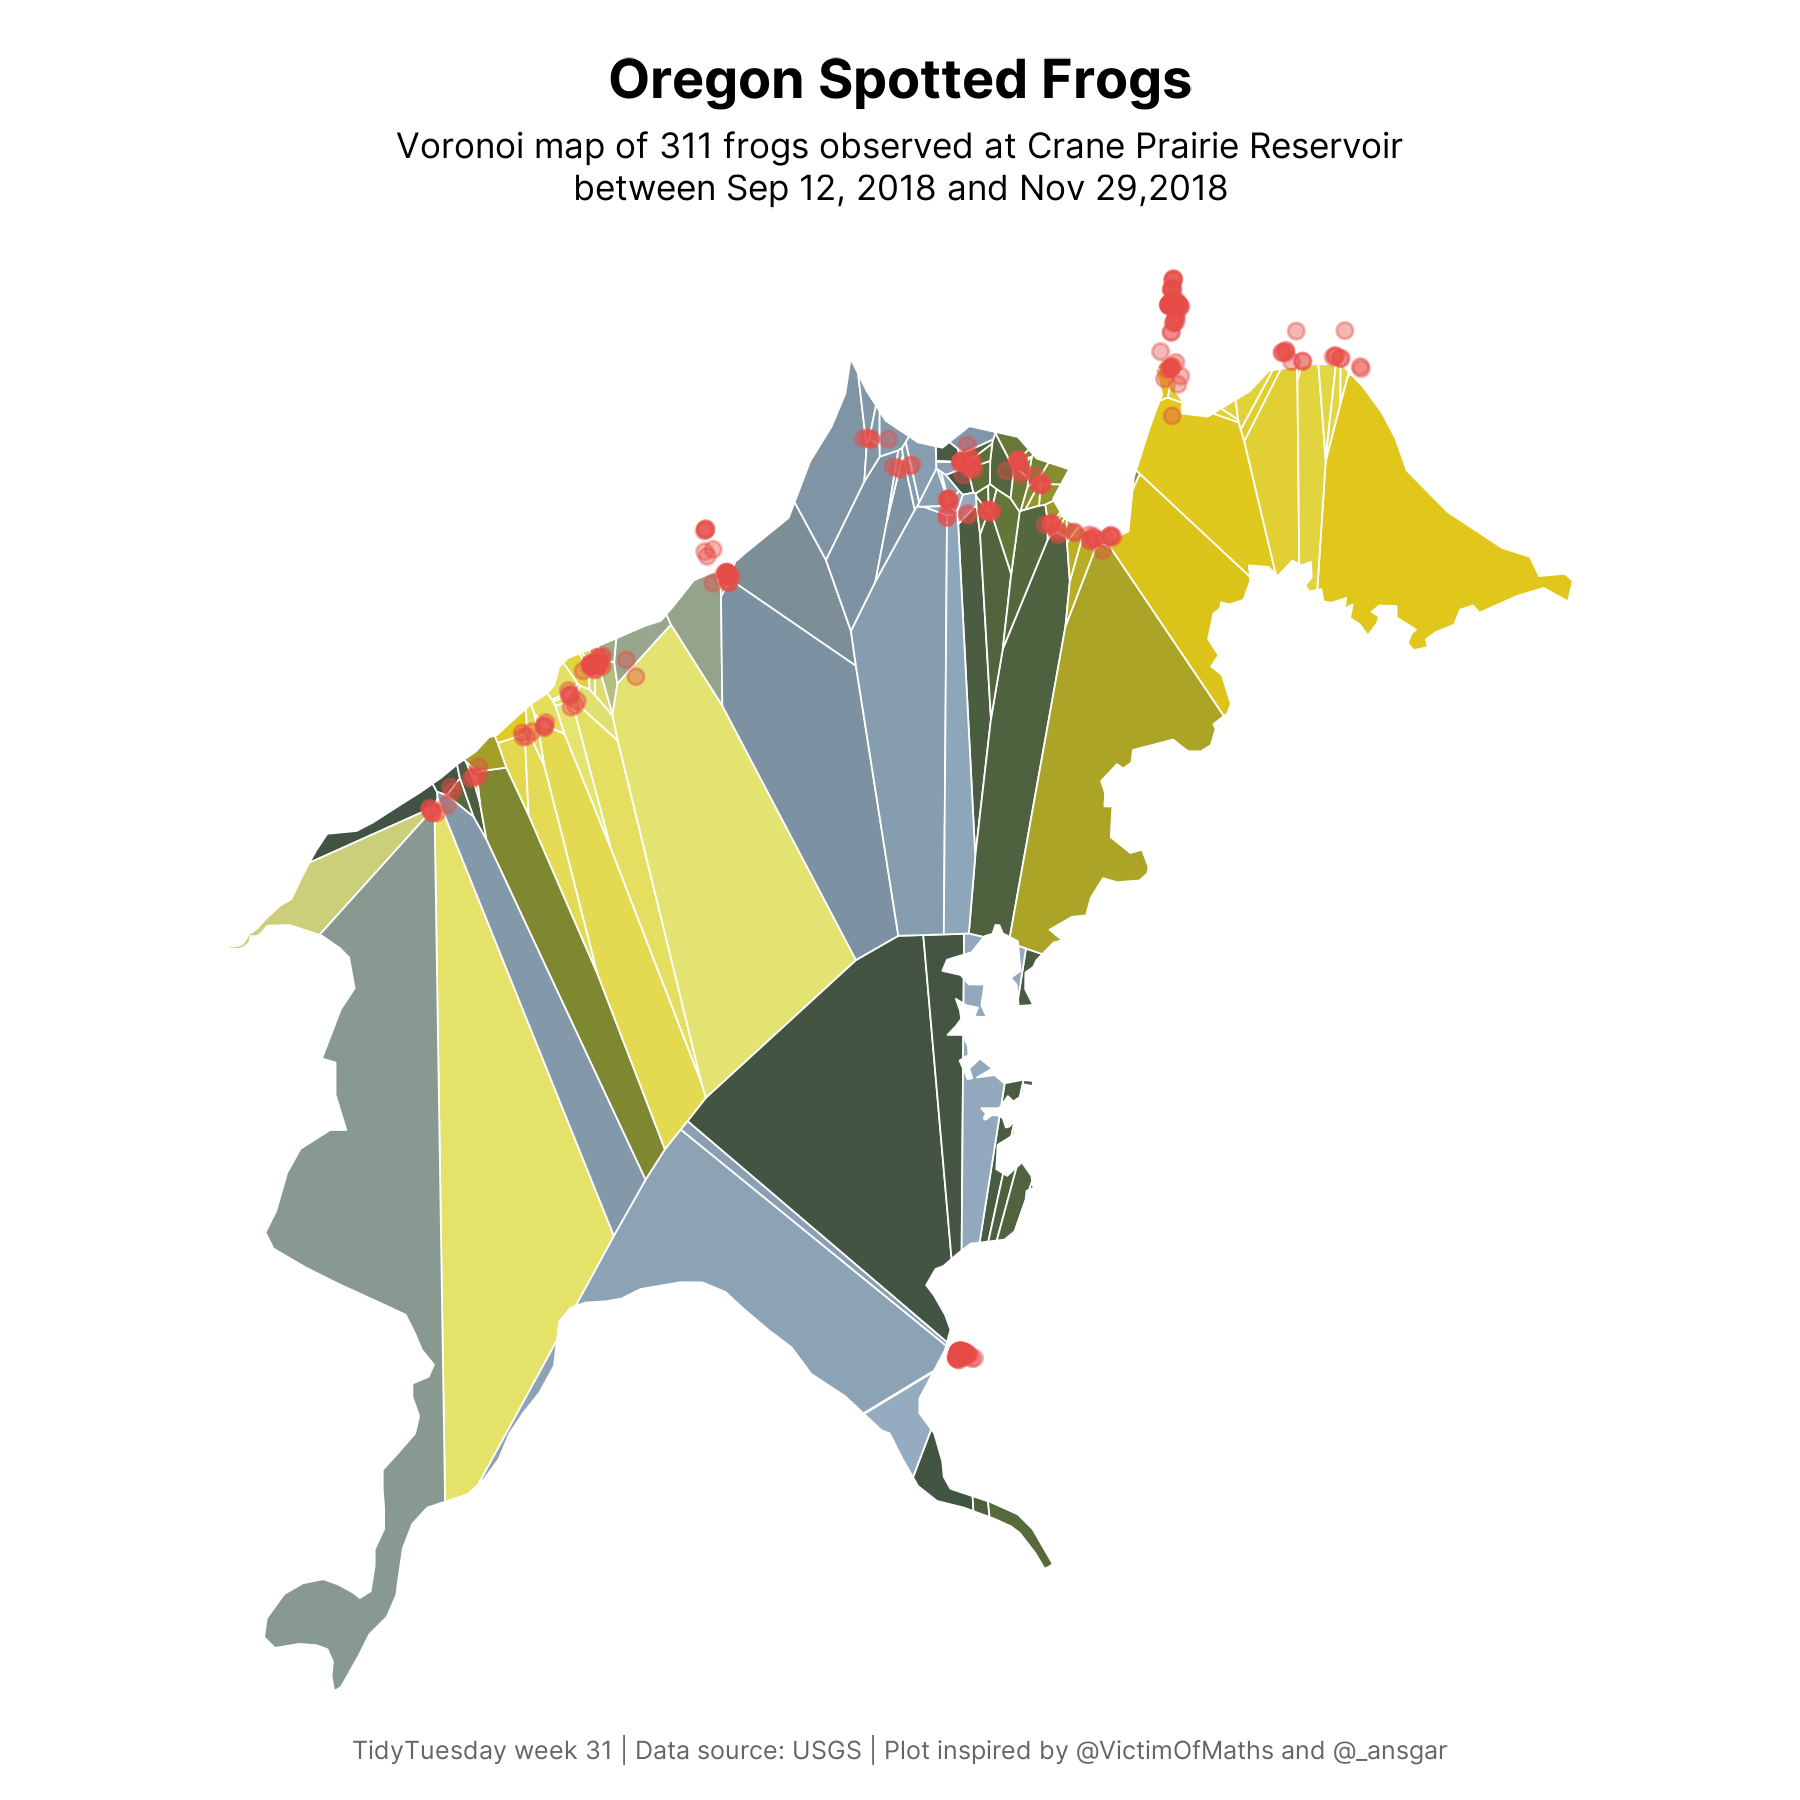 Oregon Spotted Frogs
Voronoi map of 311 frogs observed at Crane Prairie Reservoir
between Sep 12, 2018 and Nov 29,2018
TidyTuesday week 31 | Data source: USGS | Plot inspired by @VictimOfMaths and @_ansgar